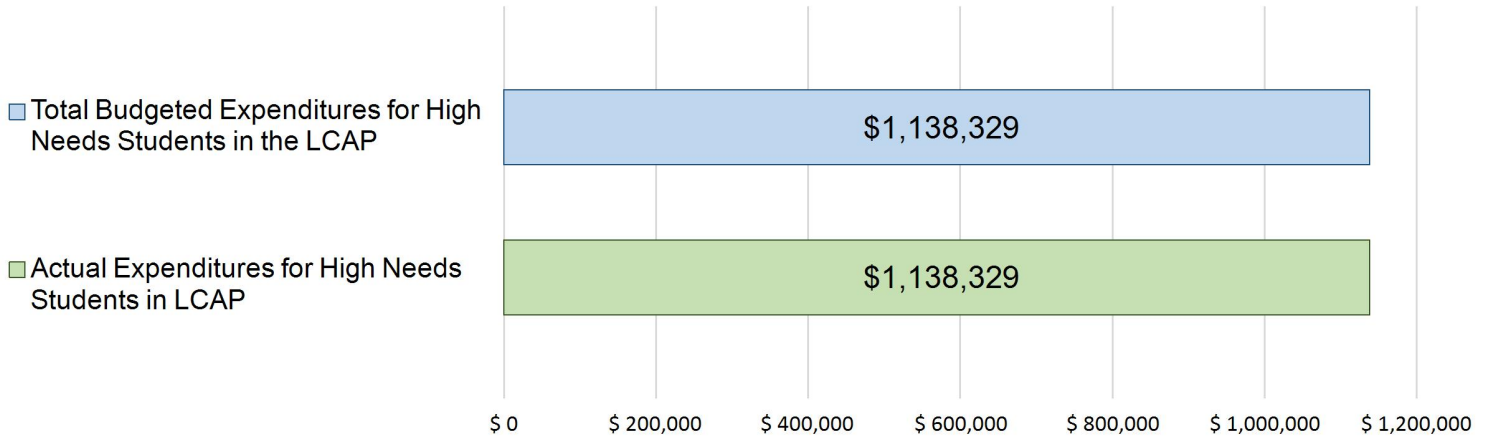 Total Budgeted Expenditures for High
Needs Students in the LCAP
$1,138,329
Actual Expenditures for High Needs
Students in LCAP
$1,138,329
$ 0
$ 200,000
$ 400,000
$ 600,000
$ 800,000
$ 1,000,000
$ 1,200,000